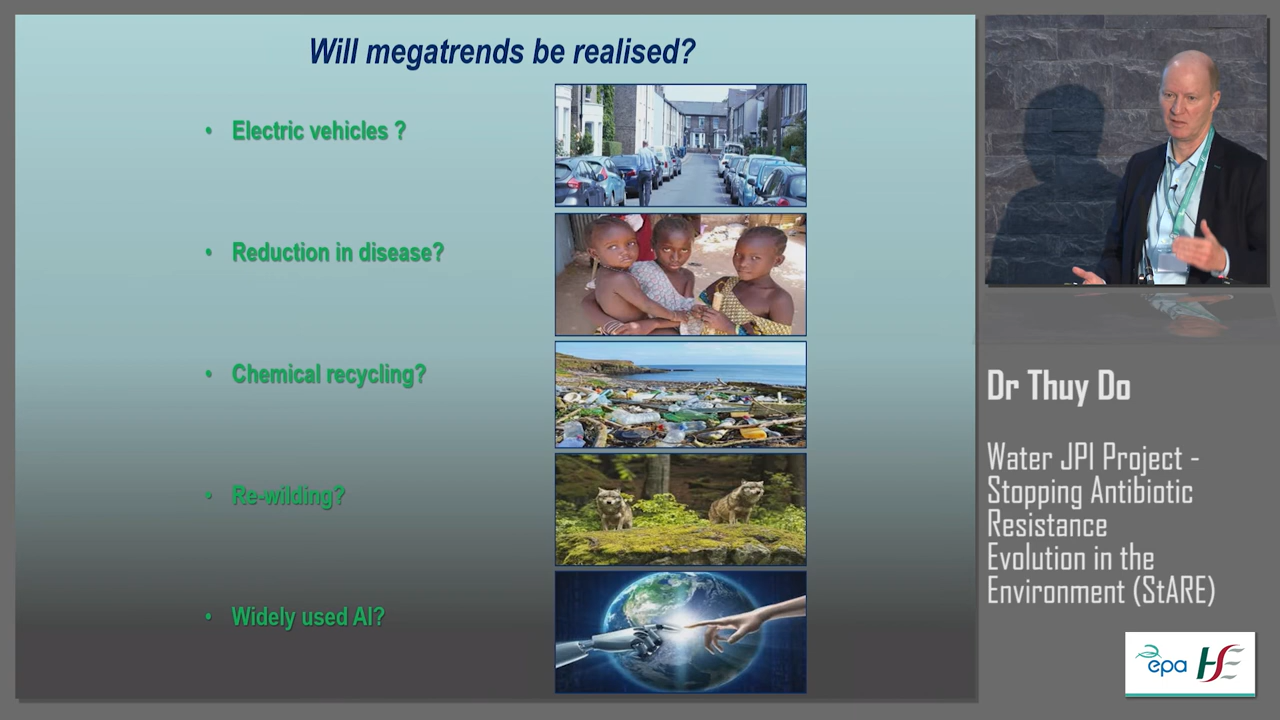 Will megatrends be realised?
• Electric vehicles ?
• Reduction in disease?
• Chemical recycling?
• Re-wilding?
• Widely used AI?
Dr Thuy Do
Water JPI Project -
Stopping Antibiotic
Resistance
Evolution in the
Environment (StARE)
epa HSE